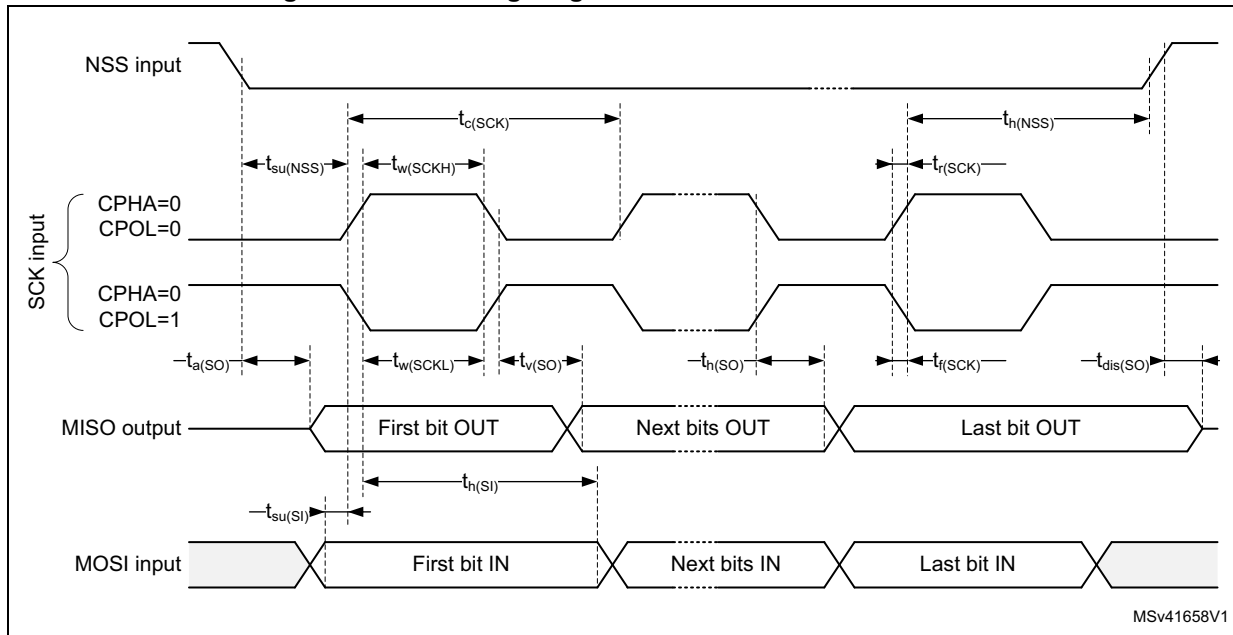 NSS input
tc(SCK)
th(NSS)
tsu(NSS)
tw(SCKH)
tr(SCK)
CPHA=0
CPOL=0
SCK input
CPHA=0
CPOL=1
ta(SO)
tw(SCKL)
tv(SO)
th(SO)
tf(SCK)
tdis(SO)
MISO output
First bit OUT
Next bits OUT
Last bit OUT
th(SI)
tsu(SI)
MOSI input
First bit IN
Next bits IN
Last bit IN
MSv41658V1